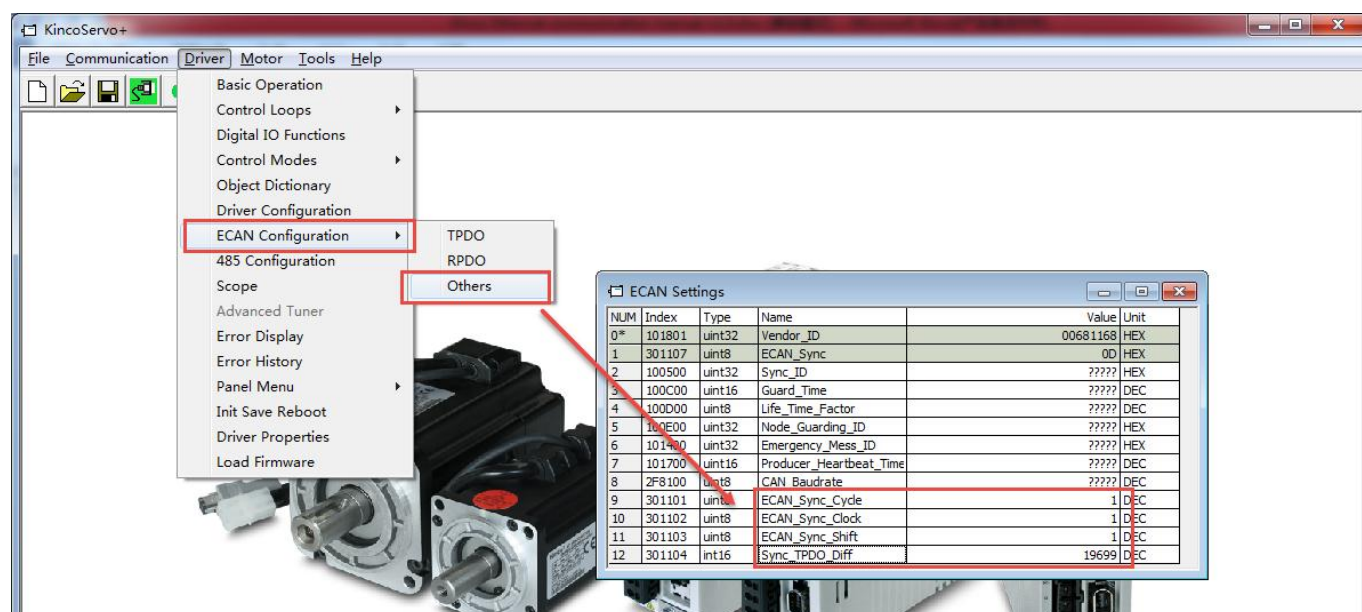 KincoServo+
File Communication Driver Motor Tools Help
Basic Operation
Control Loops
Digital IO Functions
Control Modes
Object Dictionary
Driver Configuration
ECAN Configuration
485 Configuration
Scope
Advanced Tuner
Error Display
Error History
Panel Menu
Init Save Reboot
Driver Properties
Load Firmware
TPDO
RPDO
Others
ECAN Settings
NUM Index Type Name Value Unit
0* 101801 uint32 Vendor_ID 00681168 HEX
1 301107 uint8 ECAN_Sync 0D HEX
2 100500 uint32 Sync_ID ????? HEX
3 100C00 uint16 Guard_Time ????? DEC
4 100D00 uint8 Life_Time_Factor ????? DEC
5 100E00 uint32 Node_Guarding_ID ????? HEX
6 101400 uint32 Emergency_Mess_ID ????? HEX
7 101700 uint16 Producer_Heartbeat_Time ????? DEC
8 2F8100 uint8 CAN_Baudrate ????? DEC
9 301101 uint8 ECAN_Sync_Cycle 1 DEC
10 301102 uint8 ECAN_Sync_Clock 1 DEC
11 301103 uint8 ECAN_Sync_Shift 1 DEC
12 301104 int16 Sync_TPDO_Diff 19699 DEC